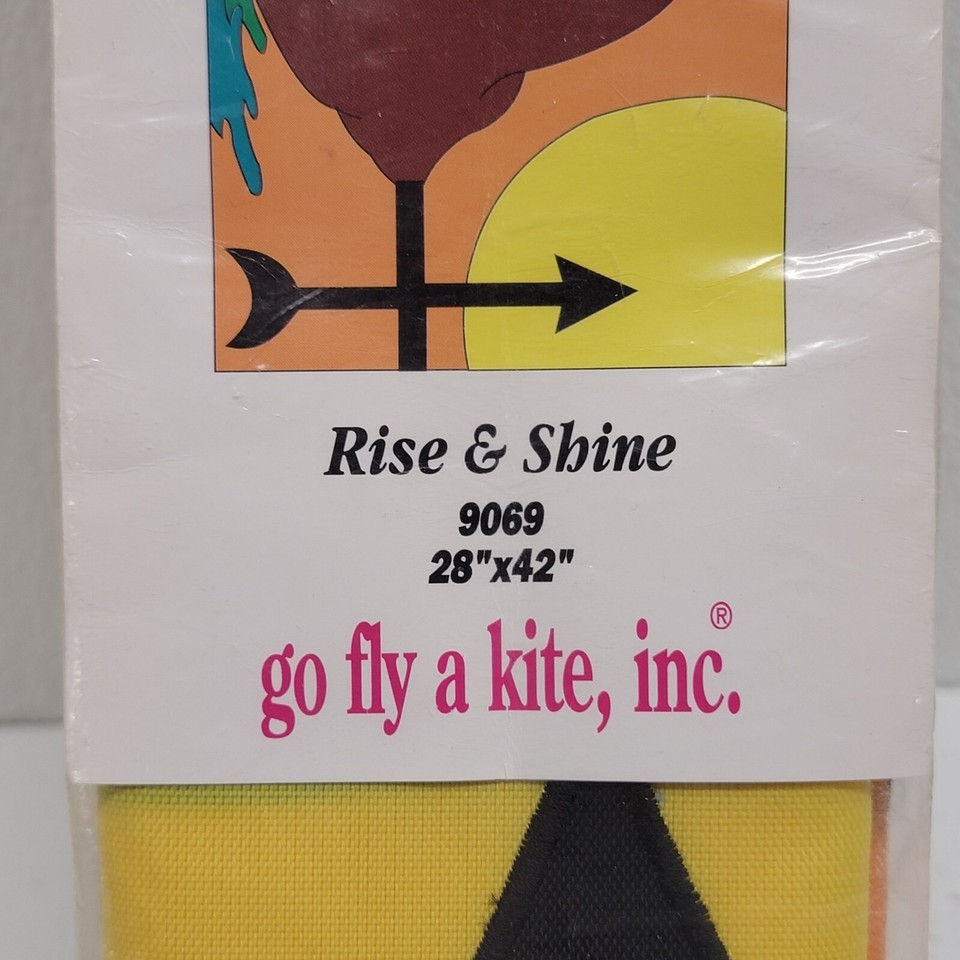 Rise & Shine
9069
28"x42"
go fly a kite, inc.®